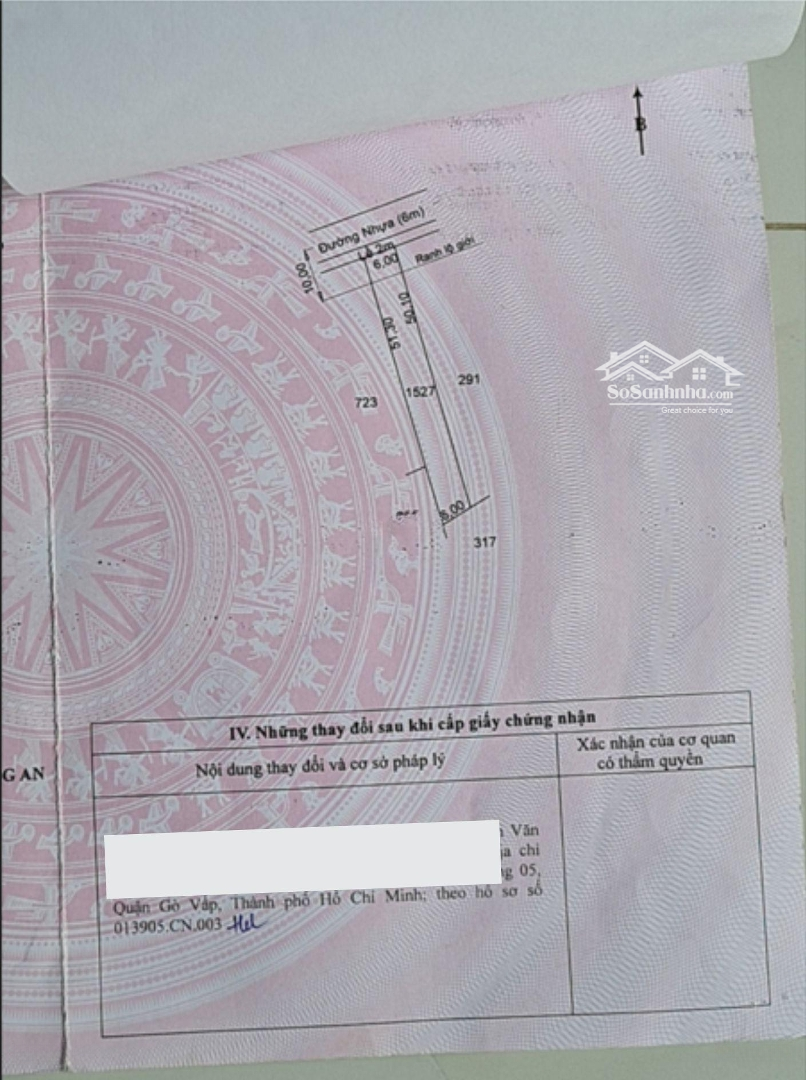 B
Đường Nhựa (6m)
Lề 2m
6.00
Ranh lộ giới
10.00
50.10
51.30
291
1527
723
6.00
317
SoSanhnha.com
Great choice for you
IV. Những thay đổi sau khi cấp giấy chứng nhận
Nội dung thay đổi và cơ sở pháp lý
Xác nhận của cơ quan
có thẩm quyền
G AN
Văn
chỉ
05,
Quận Gò Vấp, Thành phố Hồ Chí Minh; theo hồ sơ số
013905.CN.003